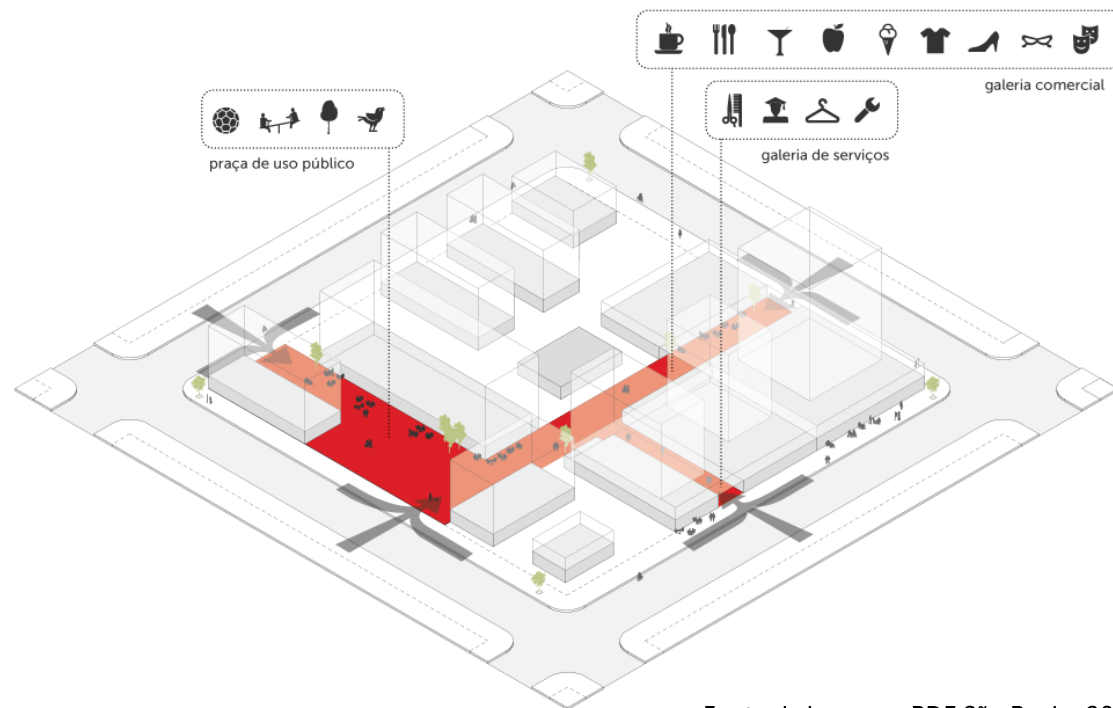 galeria comercial
galeria de serviços
praça de uso público